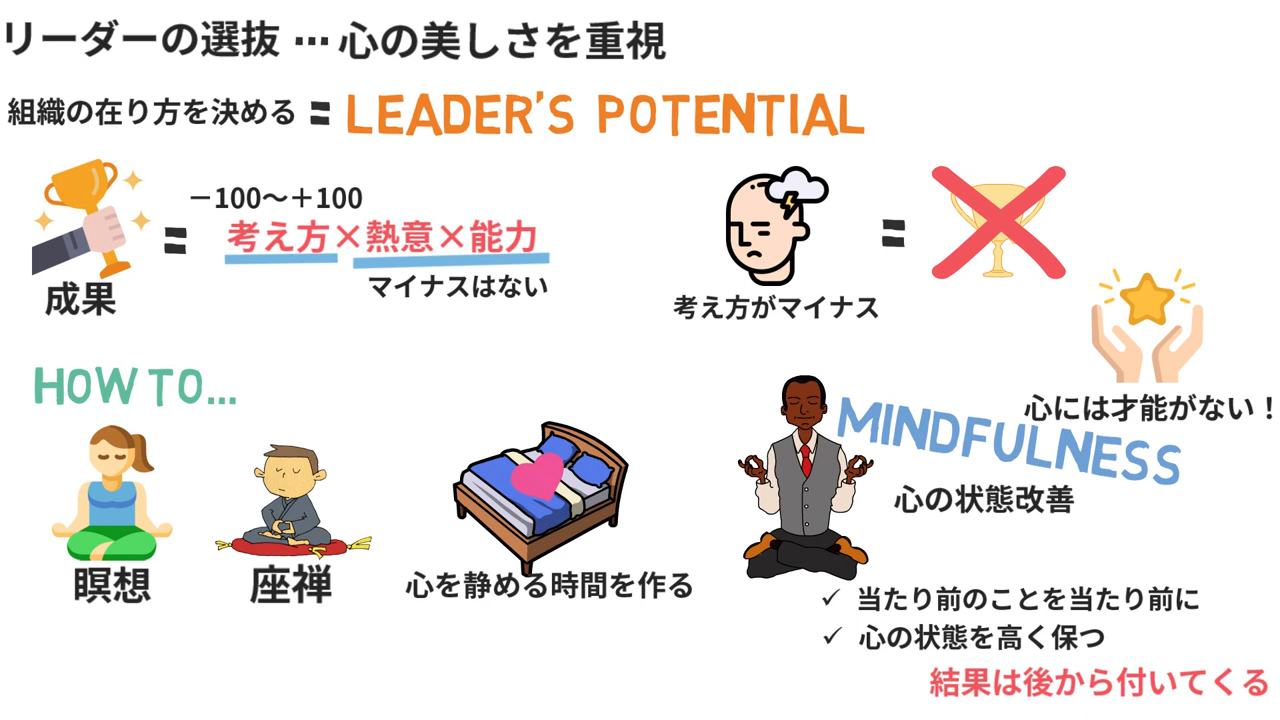 リーダーの選抜 … 心の美しさを重視
組織の在り方を決める = LEADER'S POTENTIAL
－100～＋100
= 考え方×熱意×能力
マイナスはない
成果
=
考え方がマイナス
HOW TO...
心には才能がない！
MINDFULNESS
心の状態改善
瞑想
座禅
心を静める時間を作る
✓ 当たり前のことを当たり前に
✓ 心の状態を高く保つ
結果は後から付いてくる